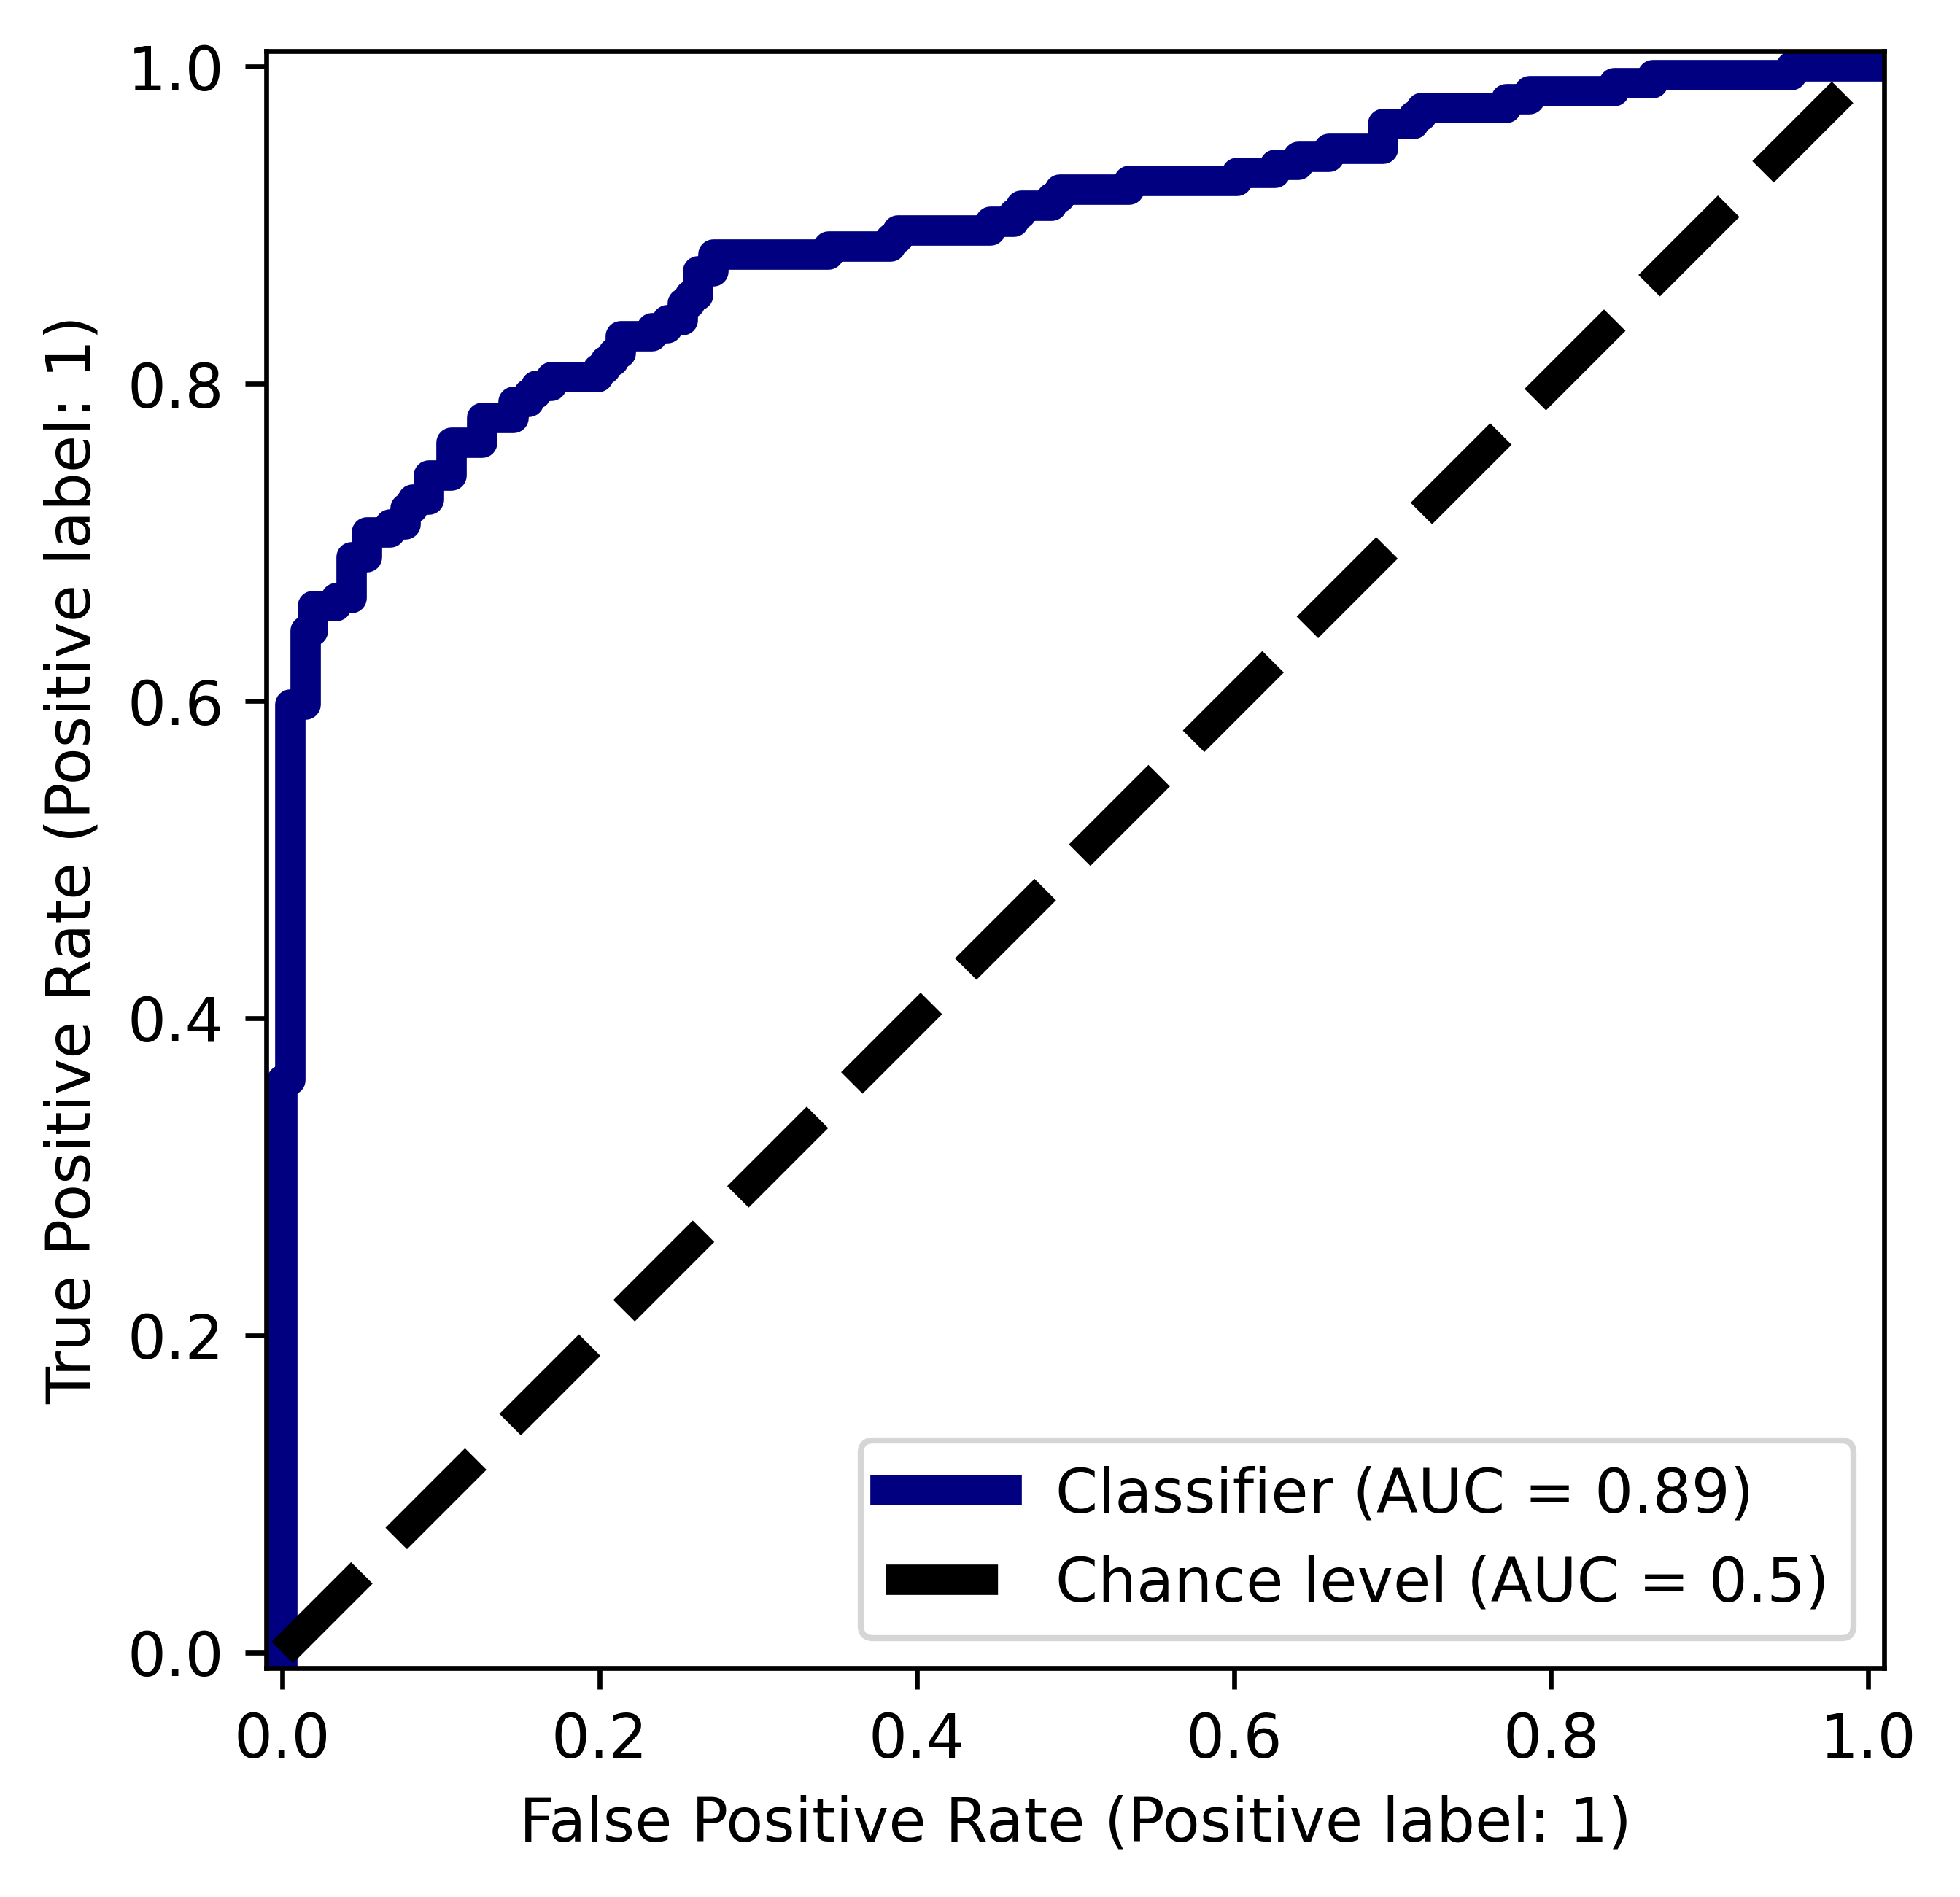 1.0
0.8
0.6
0.4
0.2
0.0
True Positive Rate (Positive label: 1)
Classifier (AUC = 0.89)
Chance level (AUC = 0.5)
0.0 0.2 0.4 0.6 0.8 1.0
False Positive Rate (Positive label: 1)